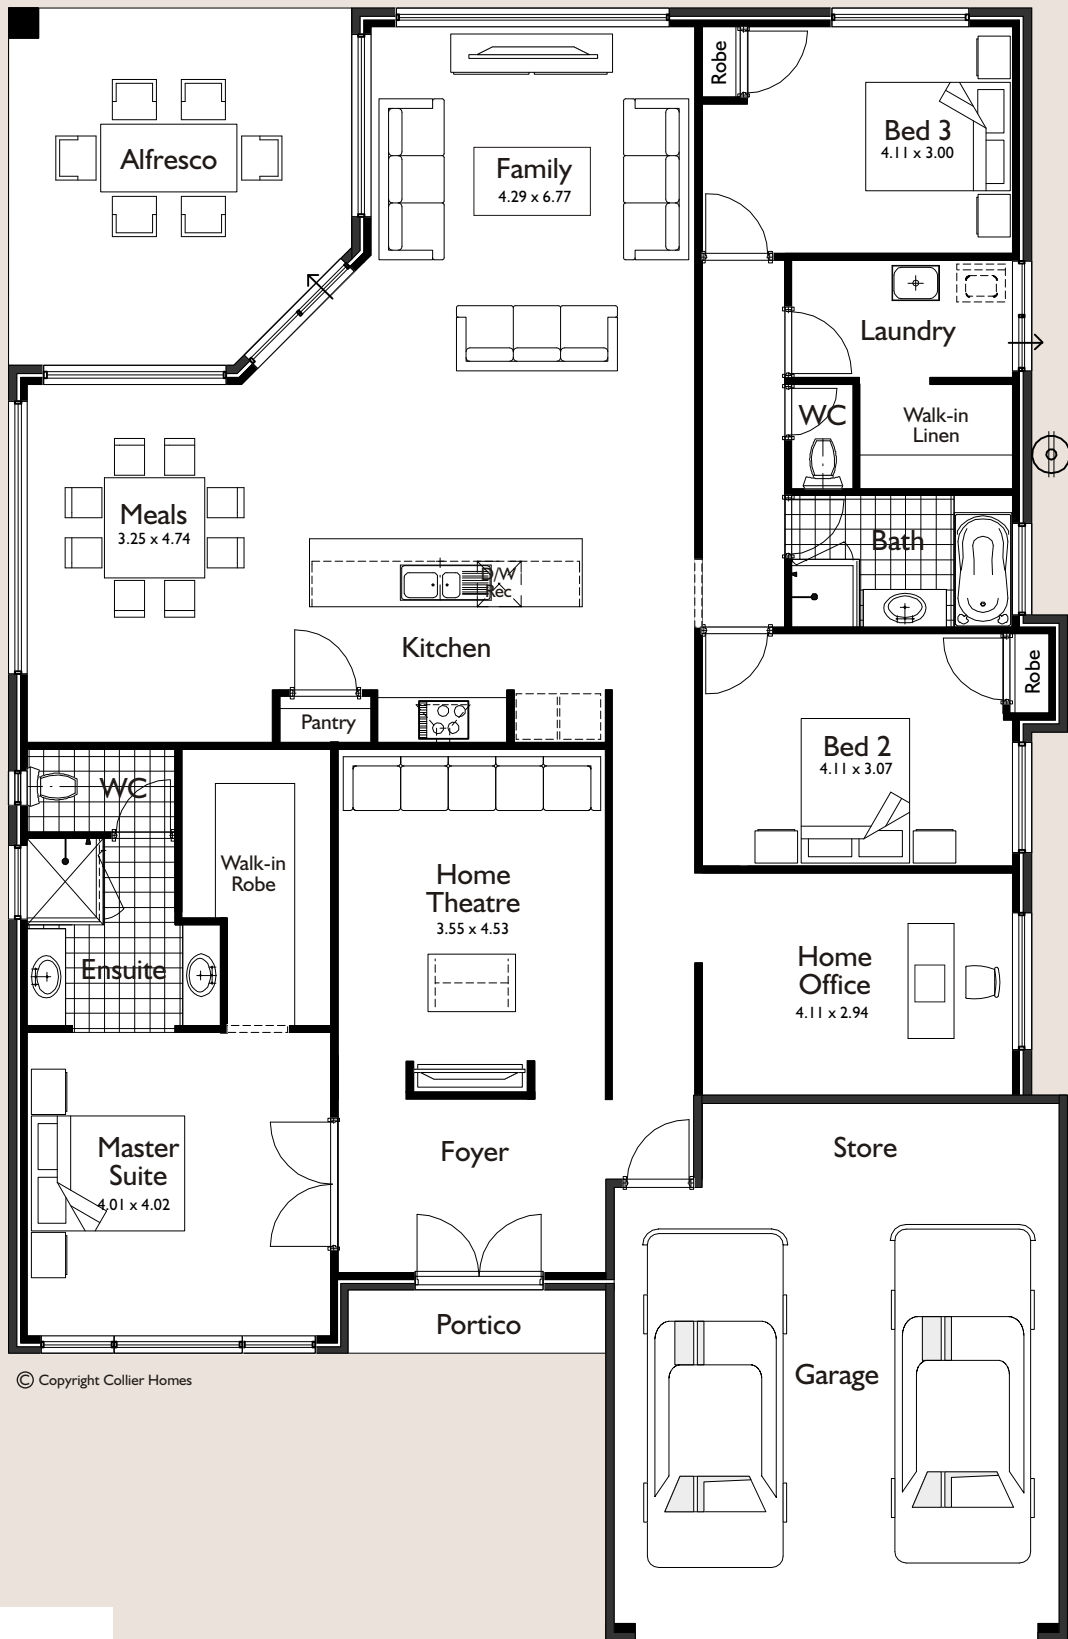 Robe
Bed 3
4.11 x 3.00
Alfresco
Family
4.29 x 6.77
Laundry
WC
Walk-in
Linen
Meals
3.25 x 4.74
Bath
D/W
Rec
Kitchen
Robe
Pantry
Bed 2
4.11 x 3.07
WC
Walk-in
Robe
Home
Theatre
3.55 x 4.53
Ensuite
Home
Office
4.11 x 2.94
Master
Suite
4.01 x 4.02
Foyer
Store
Portico
Garage
© Copyright Collier Homes